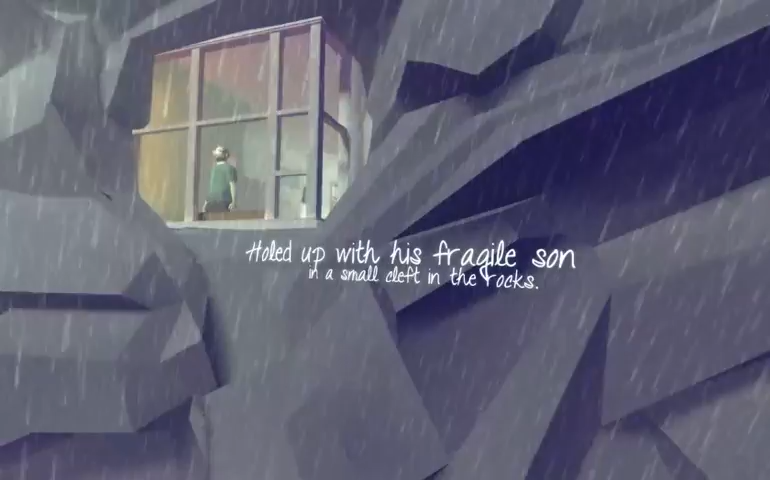 Holed up with his fragile son
in a small cleft in the rocks.